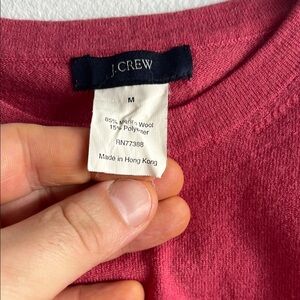 J.CREW
M
85% Wool
15% Polyester
RN77388
Made in Hong Kong